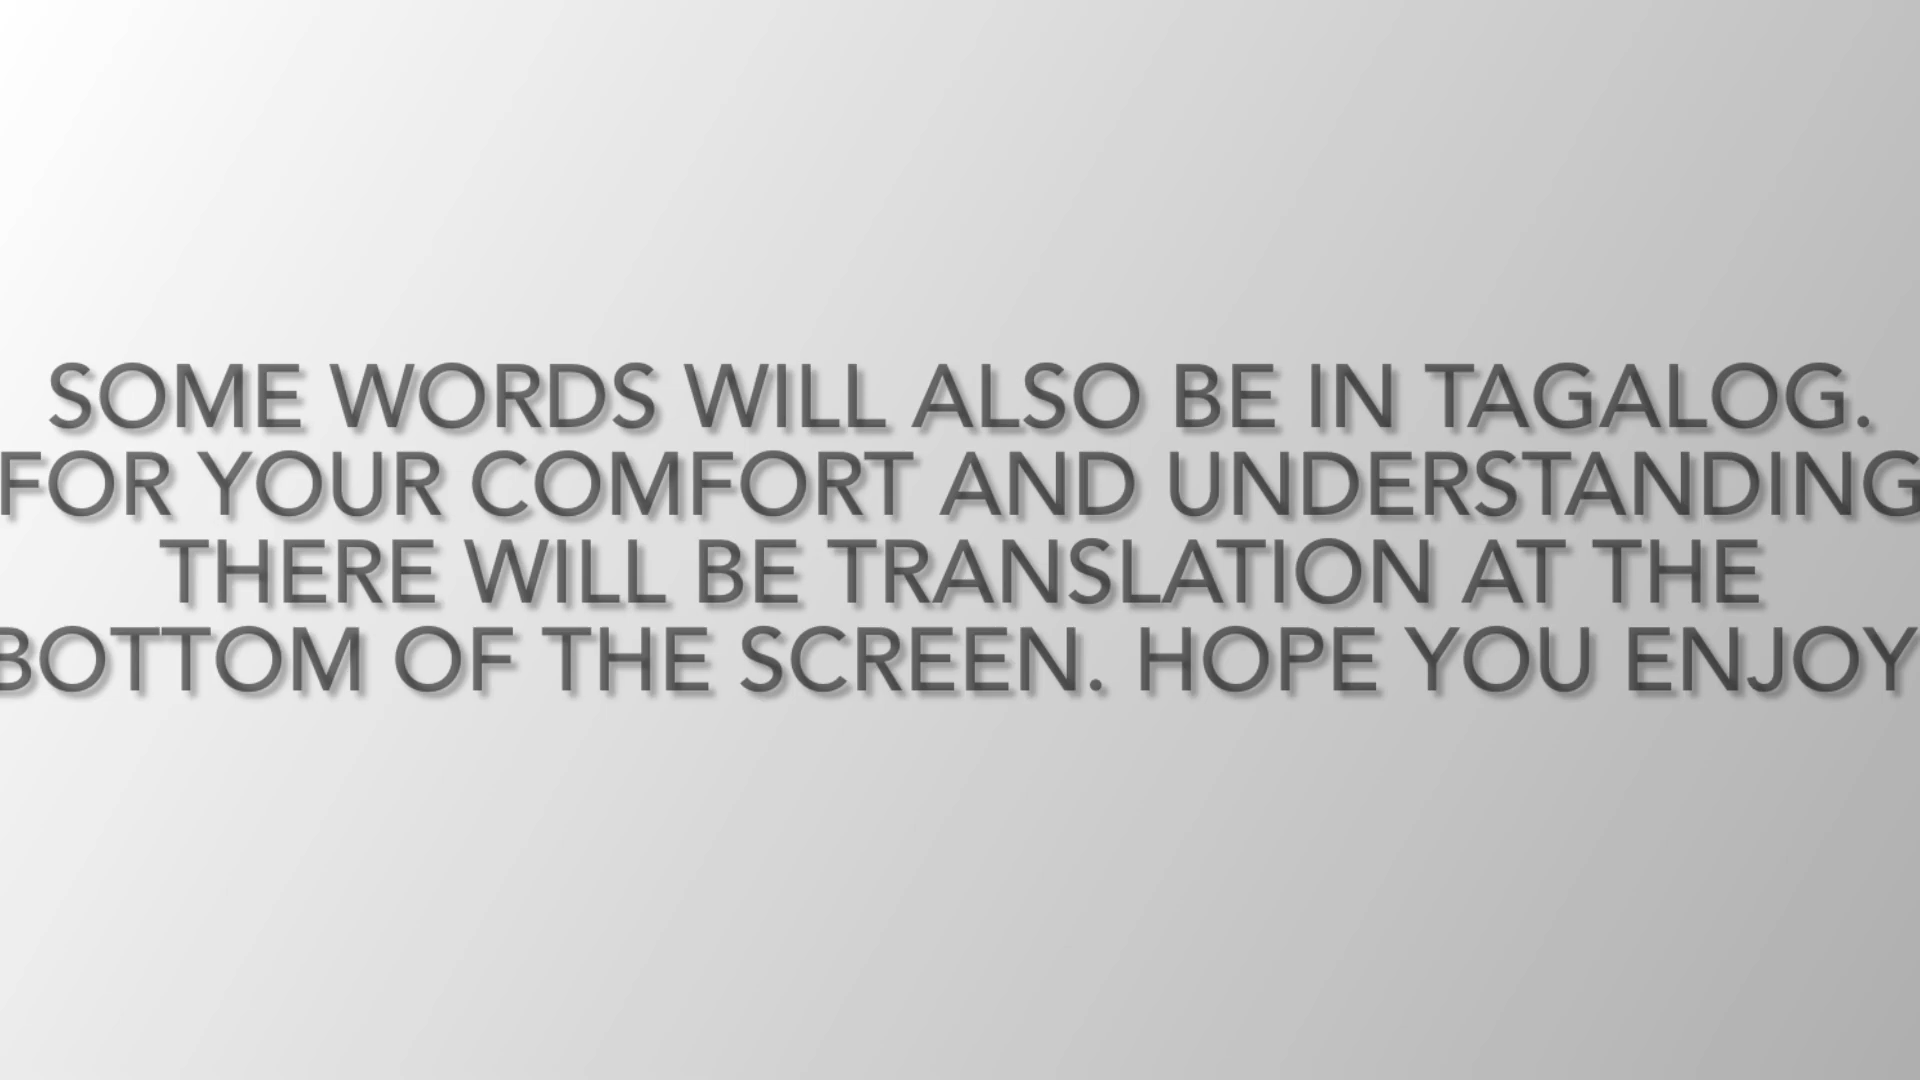 SOME WORDS WILL ALSO BE IN TAGALOG.
FOR YOUR COMFORT AND UNDERSTANDING
THERE WILL BE TRANSLATION AT THE
BOTTOM OF THE SCREEN. HOPE YOU ENJOY